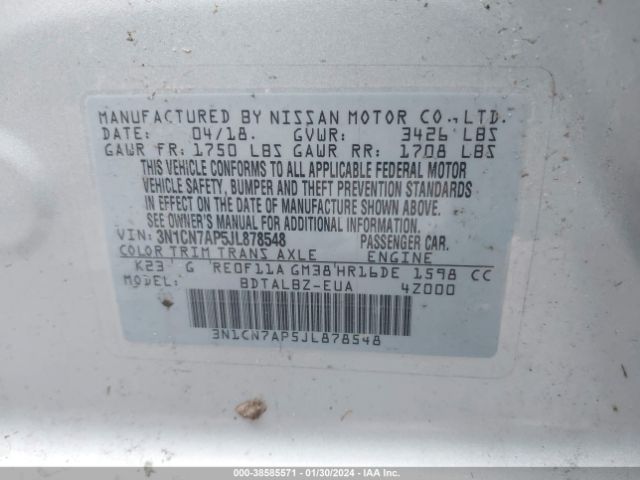 MANUFACTURED BY NISSAN MOTOR CO., LTD.
DATE: 04/18. GVWR: 3426 LBS
GAWR FR: 1750 LBS GAWR RR: 1708 LBS
THIS VEHICLE CONFORMS TO ALL APPLICABLE FEDERAL MOTOR
VEHICLE SAFETY, BUMPER AND THEFT PREVENTION STANDARDS
IN EFFECT ON THE DATE OF MANUFACTURE SHOWN ABOVE.
SEE OWNER'S MANUAL FOR ADDITIONAL INFORMATION.
VIN: 3N1CN7AP5JL878548 PASSENGER CAR.
COLOR TRIM TRANS AXLE ENGINE
K23 G RE0F11A GM38 HR16DE 1598 CC
MODEL: BDTALBZ-EUA 4Z000
3N1CN7AP5JL878548
000-38585571 - 01/30/2024 - IAA Inc.